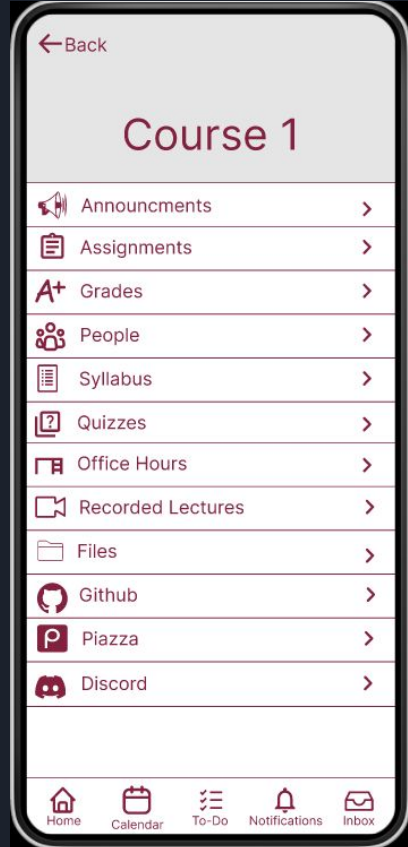 Back
Course 1
Announcments
Assignments
A+ Grades
People
Syllabus
? Quizzes
Office Hours
Recorded Lectures
Files
Github
P Piazza
Discord
Home Calendar To-Do Notifications Inbox